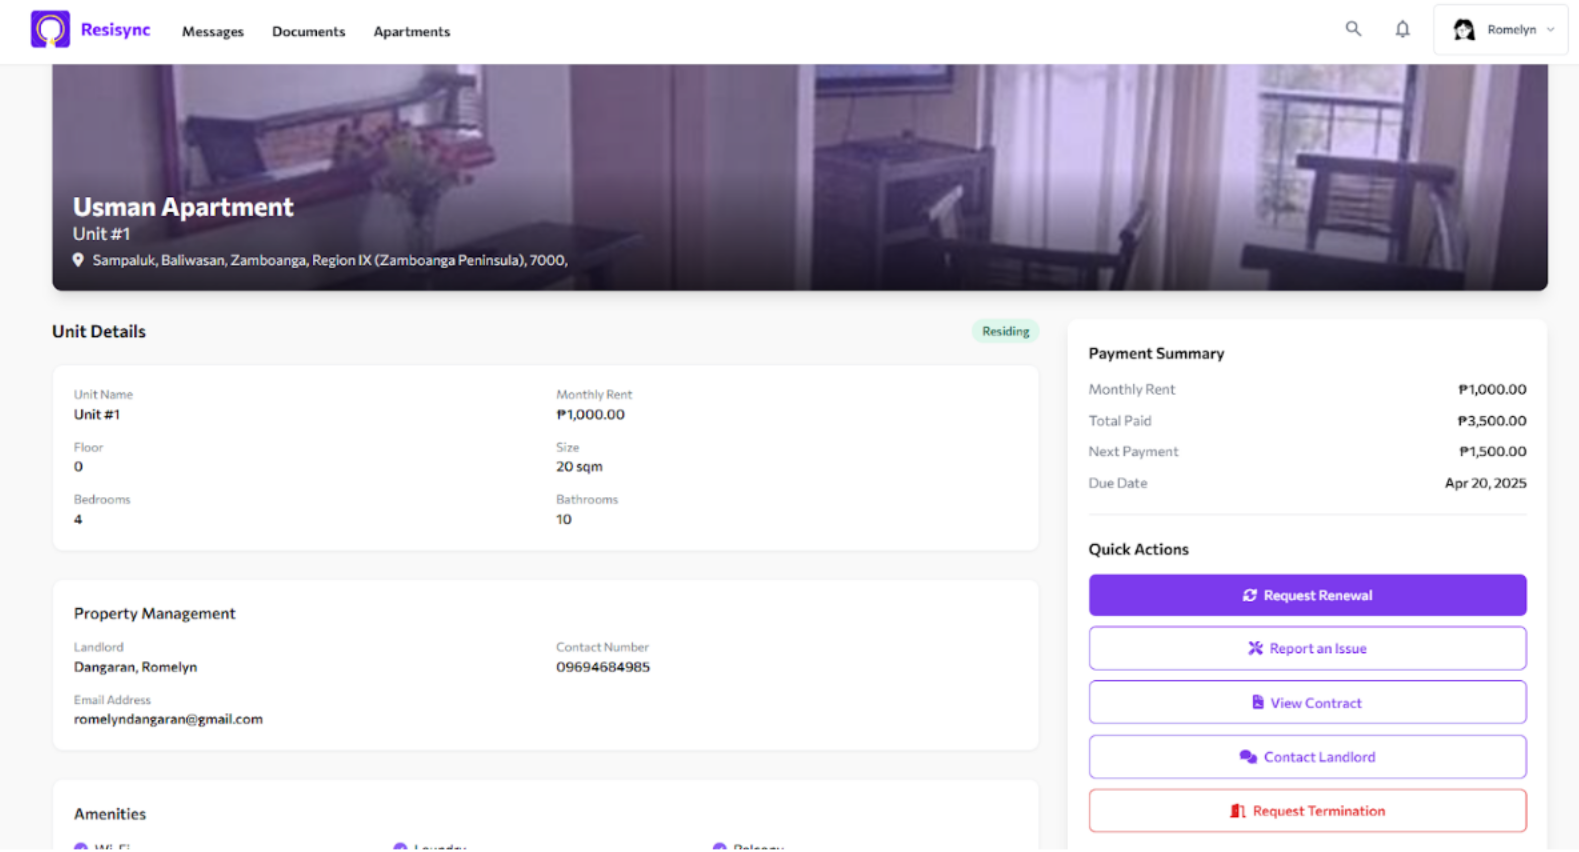 Resisync
Messages
Documents
Apartments
Romelyn
Usman Apartment
Unit #1
Sampaluk, Baliwasan, Zamboanga, Region IX (Zamboanga Peninsula), 7000,
Unit Details
Residing
Unit Name
Unit #1
Monthly Rent
₱1,000.00
Floor
0
Size
20 sqm
Bedrooms
4
Bathrooms
10
Property Management
Landlord
Dangaran, Romelyn
Contact Number
09694684985
Email Address
romelyndangaran@gmail.com
Amenities
Wi-Fi
Laundry
Balcony
Payment Summary
Monthly Rent ₱1,000.00
Total Paid ₱3,500.00
Next Payment ₱1,500.00
Due Date Apr 20, 2025
Quick Actions
Request Renewal
Report an Issue
View Contract
Contact Landlord
Request Termination